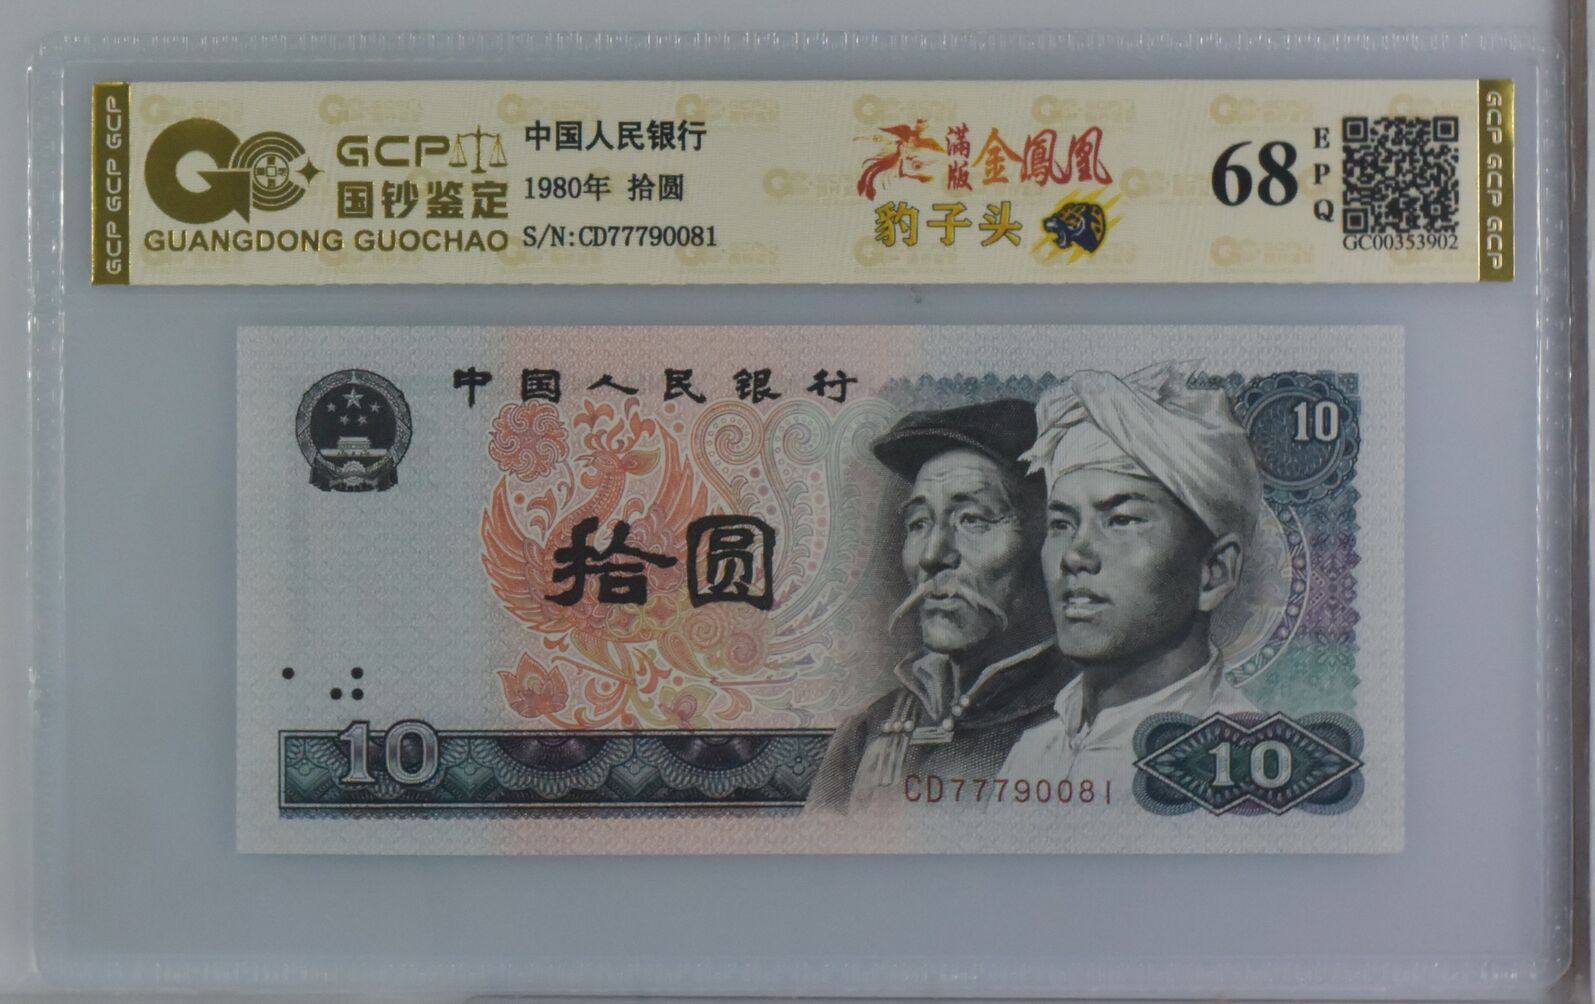 GCP GCP GCP
GC
GCP
国钞鉴定
GUANGDONG GUOCHAO
中国人民银行
1980年 拾圆
S/N:CD77790081
满版金鳳凰
豹子头
68
EPQ
GC00353902
GCP GCP GCP
中国人民银行
10
拾圆
10
CD77790081
10